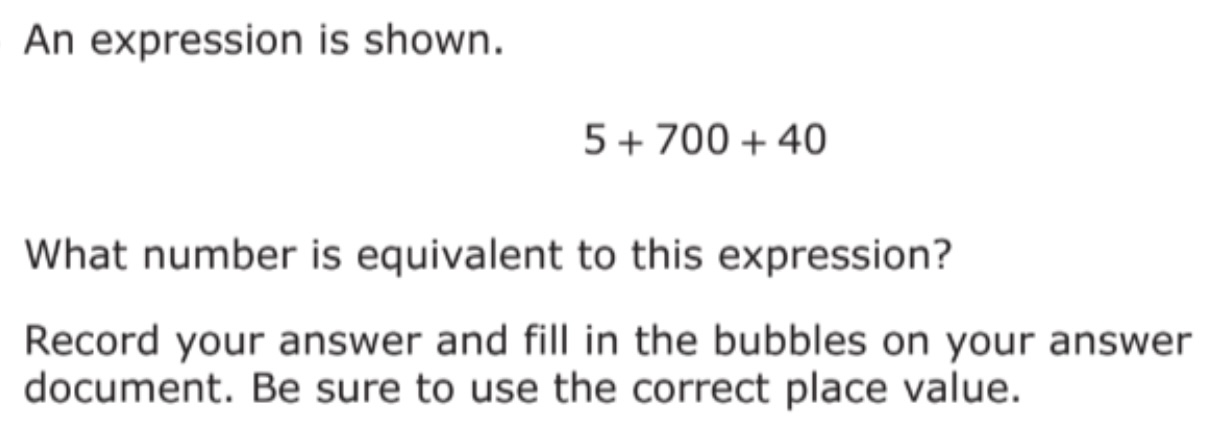 An expression is shown.
5 + 700 + 40
What number is equivalent to this expression?
Record your answer and fill in the bubbles on your answer
document. Be sure to use the correct place value.